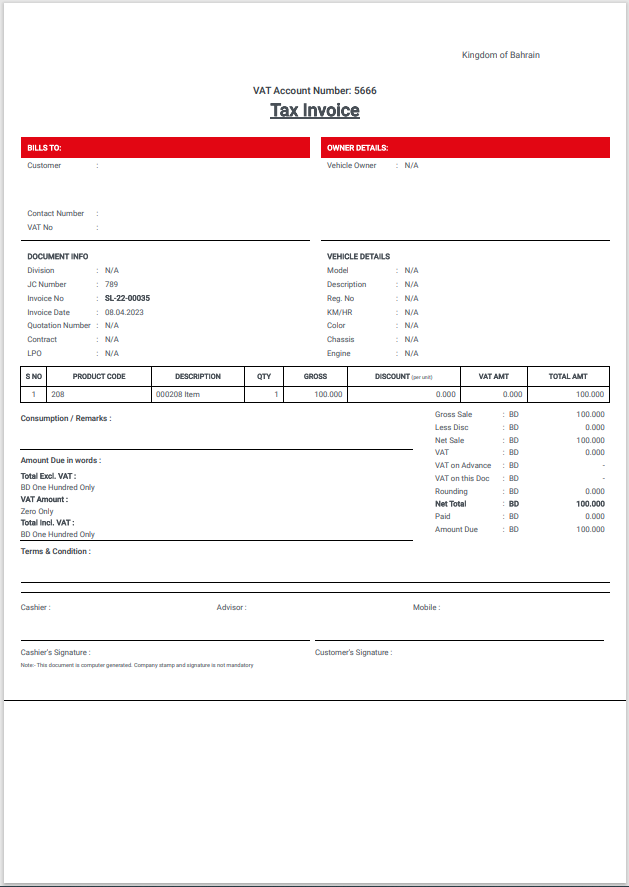 Kingdom of Bahrain
VAT Account Number: 5666
Tax Invoice
BILLS TO:
Customer :
Contact Number :
VAT No :
OWNER DETAILS:
Vehicle Owner : N/A
DOCUMENT INFO
Division : N/A
JC Number : 789
Invoice No : SL-22-00035
Invoice Date : 08.04.2023
Quotation Number : N/A
Contract : N/A
LPO : N/A
VEHICLE DETAILS
Model : N/A
Description : N/A
Reg. No : N/A
KM/HR : N/A
Color : N/A
Chassis : N/A
Engine : N/A
S NO PRODUCT CODE DESCRIPTION QTY GROSS DISCOUNT (per unit) VAT AMT TOTAL AMT
1 208 000208 Item 1 100.000 0.000 0.000 100.000
Consumption / Remarks :
Amount Due in words :
Total Excl. VAT :
BD One Hundred Only
VAT Amount :
Zero Only
Total Incl. VAT :
BD One Hundred Only
Gross Sale : BD 100.000
Less Disc : BD 0.000
Net Sale : BD 100.000
VAT : BD 0.000
VAT on Advance : BD -
VAT on this Doc : BD -
Rounding : BD 0.000
Net Total : BD 100.000
Paid : BD 0.000
Amount Due : BD 100.000
Terms & Condition :
Cashier : Advisor : Mobile :
Cashier's Signature : Customer's Signature :
Note:- This document is computer generated. Company stamp and signature is not mandatory